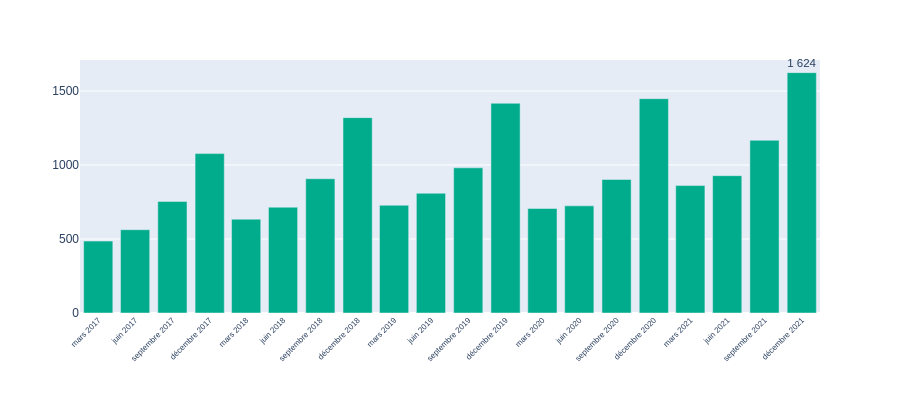 1 624
1500
1000
500
0
mars 2017
juin 2017
septembre 2017
décembre 2017
mars 2018
juin 2018
septembre 2018
décembre 2018
mars 2019
juin 2019
septembre 2019
décembre 2019
mars 2020
juin 2020
septembre 2020
décembre 2020
mars 2021
juin 2021
septembre 2021
décembre 2021